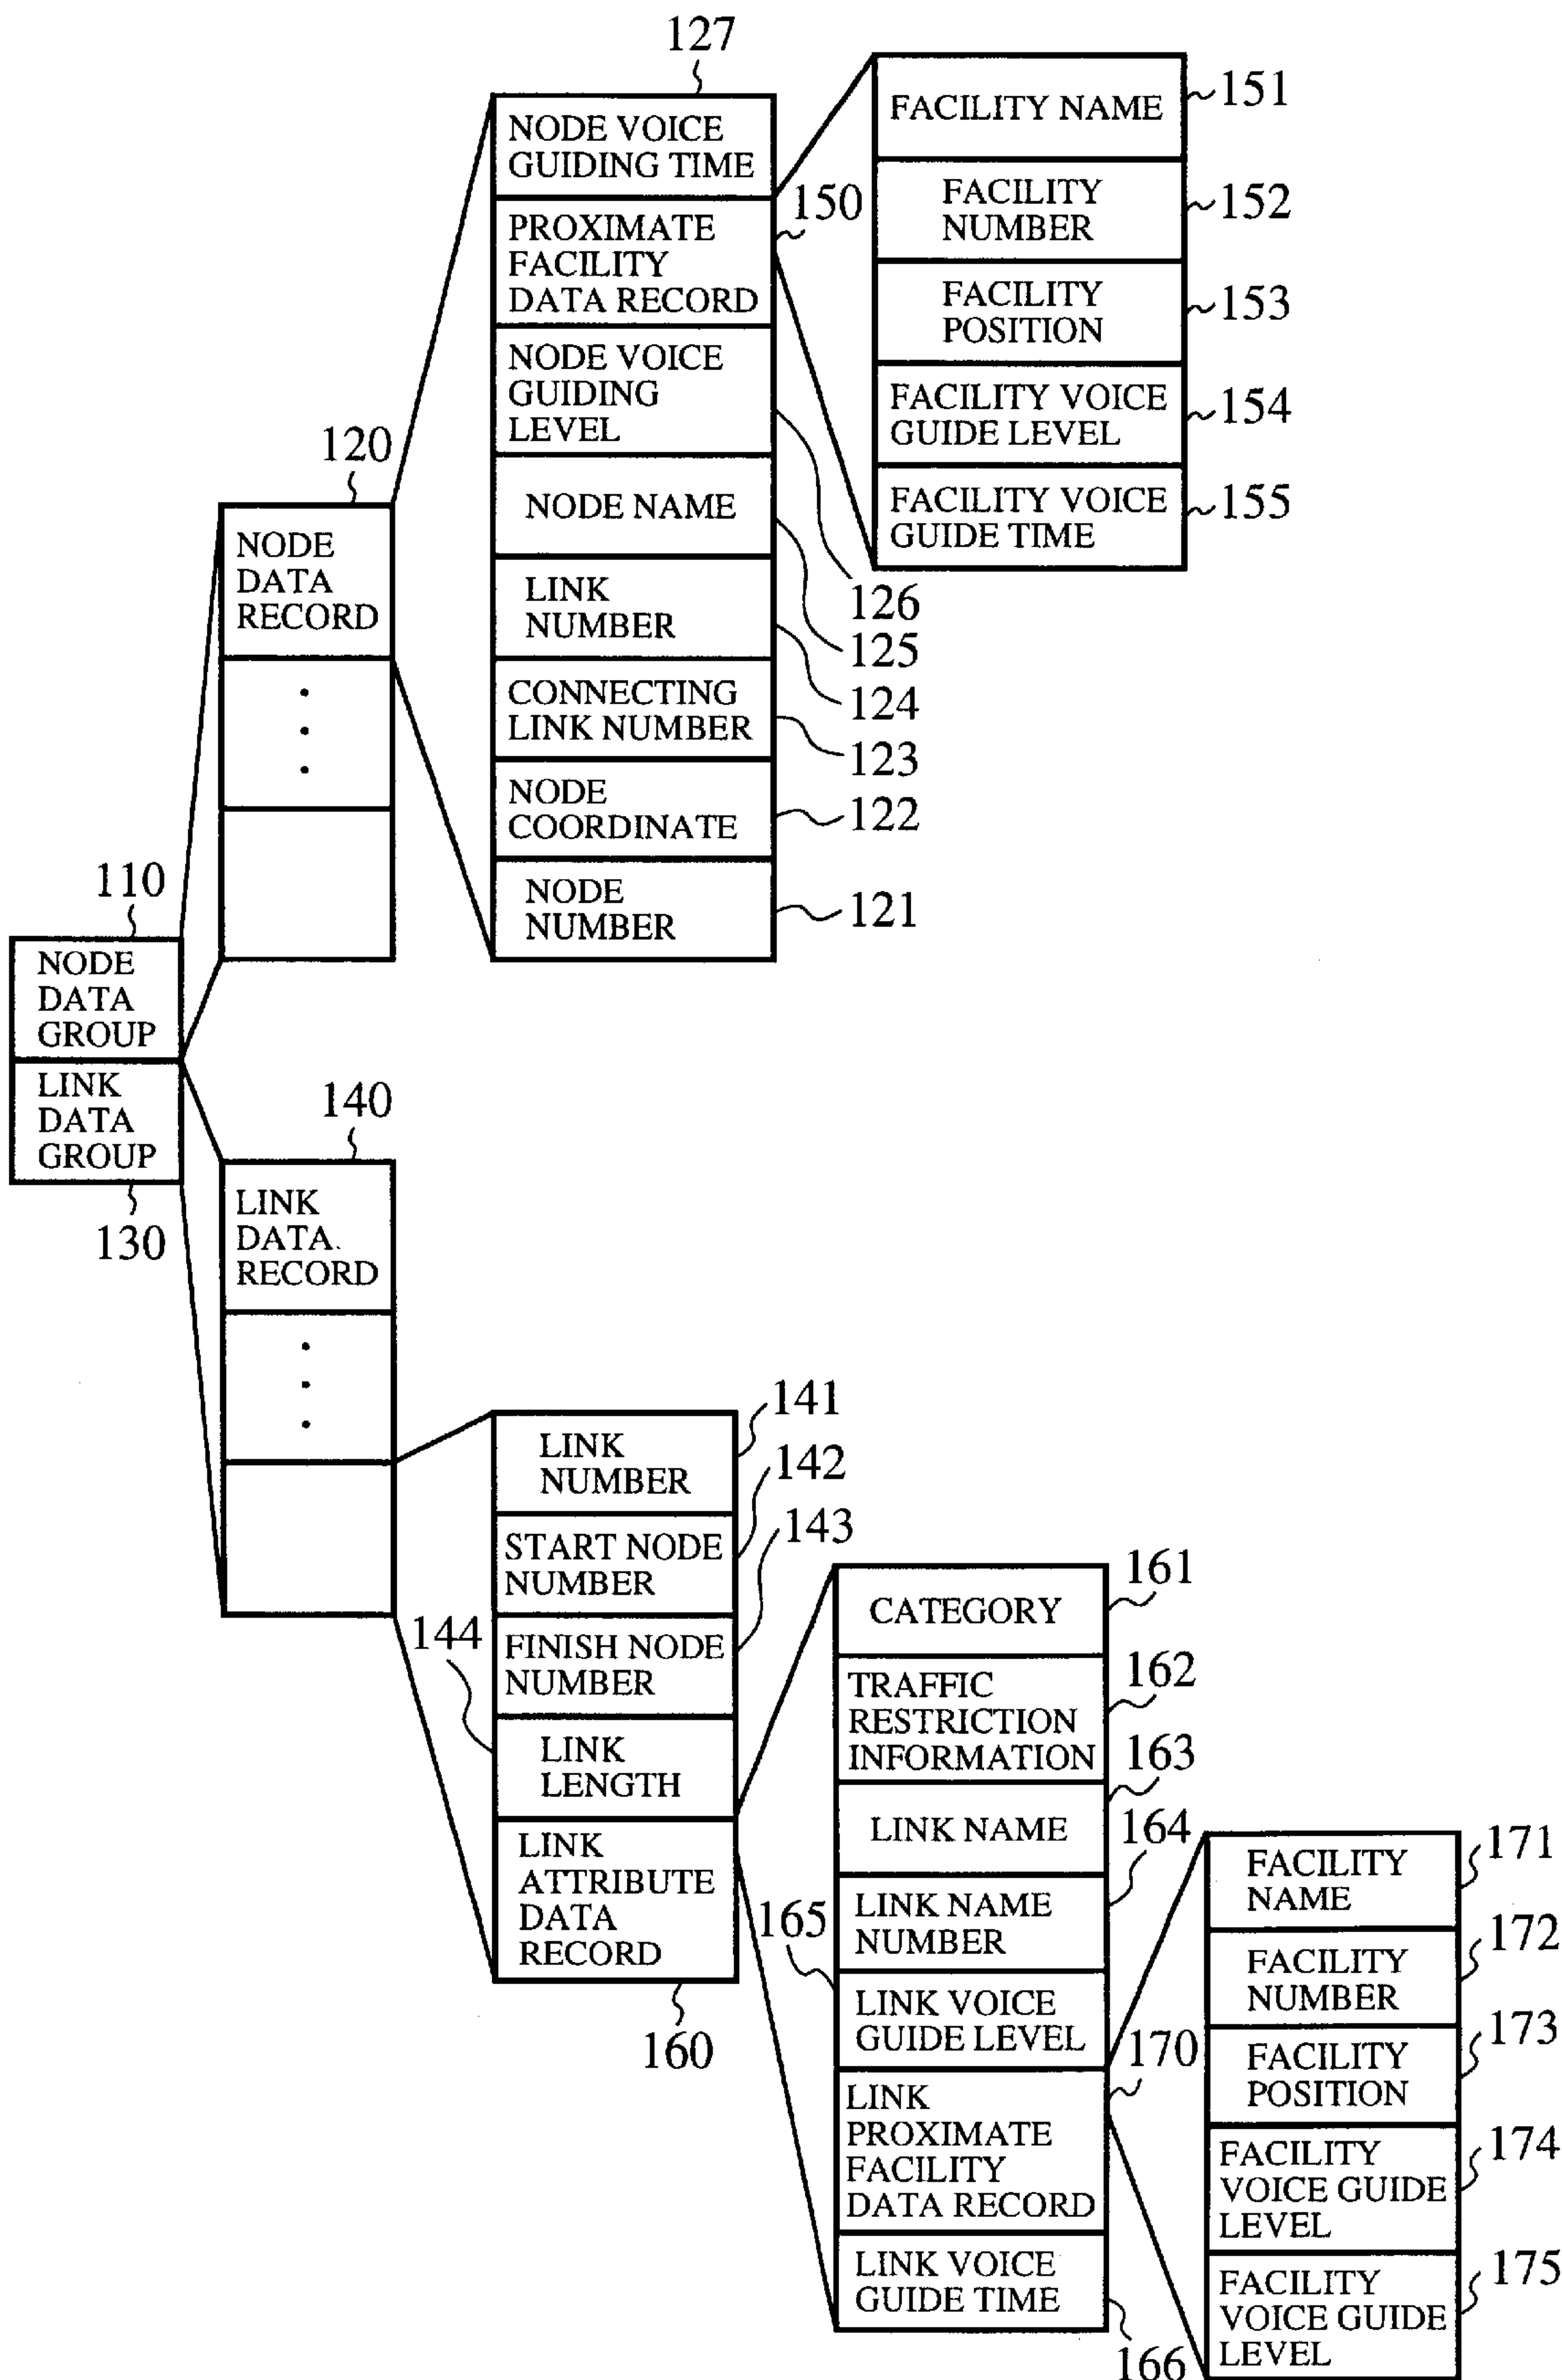 127
NODE VOICE
GUIDING TIME
PROXIMATE
FACILITY
DATA RECORD
NODE VOICE
GUIDING
LEVEL
NODE NAME
LINK
NUMBER
CONNECTING
LINK NUMBER
NODE
COORDINATE
NODE
NUMBER
150
126
125
124
123
122
121
FACILITY NAME
FACILITY
NUMBER
FACILITY
POSITION
FACILITY VOICE
GUIDE LEVEL
FACILITY VOICE
GUIDE TIME
151
152
153
154
155
120
NODE
DATA
RECORD
110
NODE
DATA
GROUP
LINK
DATA
GROUP
130
140
LINK
DATA
RECORD
141
142
143
144
LINK
NUMBER
START NODE
NUMBER
FINISH NODE
NUMBER
LINK
LENGTH
LINK
ATTRIBUTE
DATA
RECORD
160
161
162
163
164
165
CATEGORY
TRAFFIC
RESTRICTION
INFORMATION
LINK NAME
LINK NAME
NUMBER
LINK VOICE
GUIDE LEVEL
LINK
PROXIMATE
FACILITY
DATA RECORD
LINK VOICE
GUIDE TIME
170
166
FACILITY
NAME
FACILITY
NUMBER
FACILITY
POSITION
FACILITY
VOICE GUIDE
LEVEL
FACILITY
VOICE GUIDE
LEVEL
171
172
173
174
175